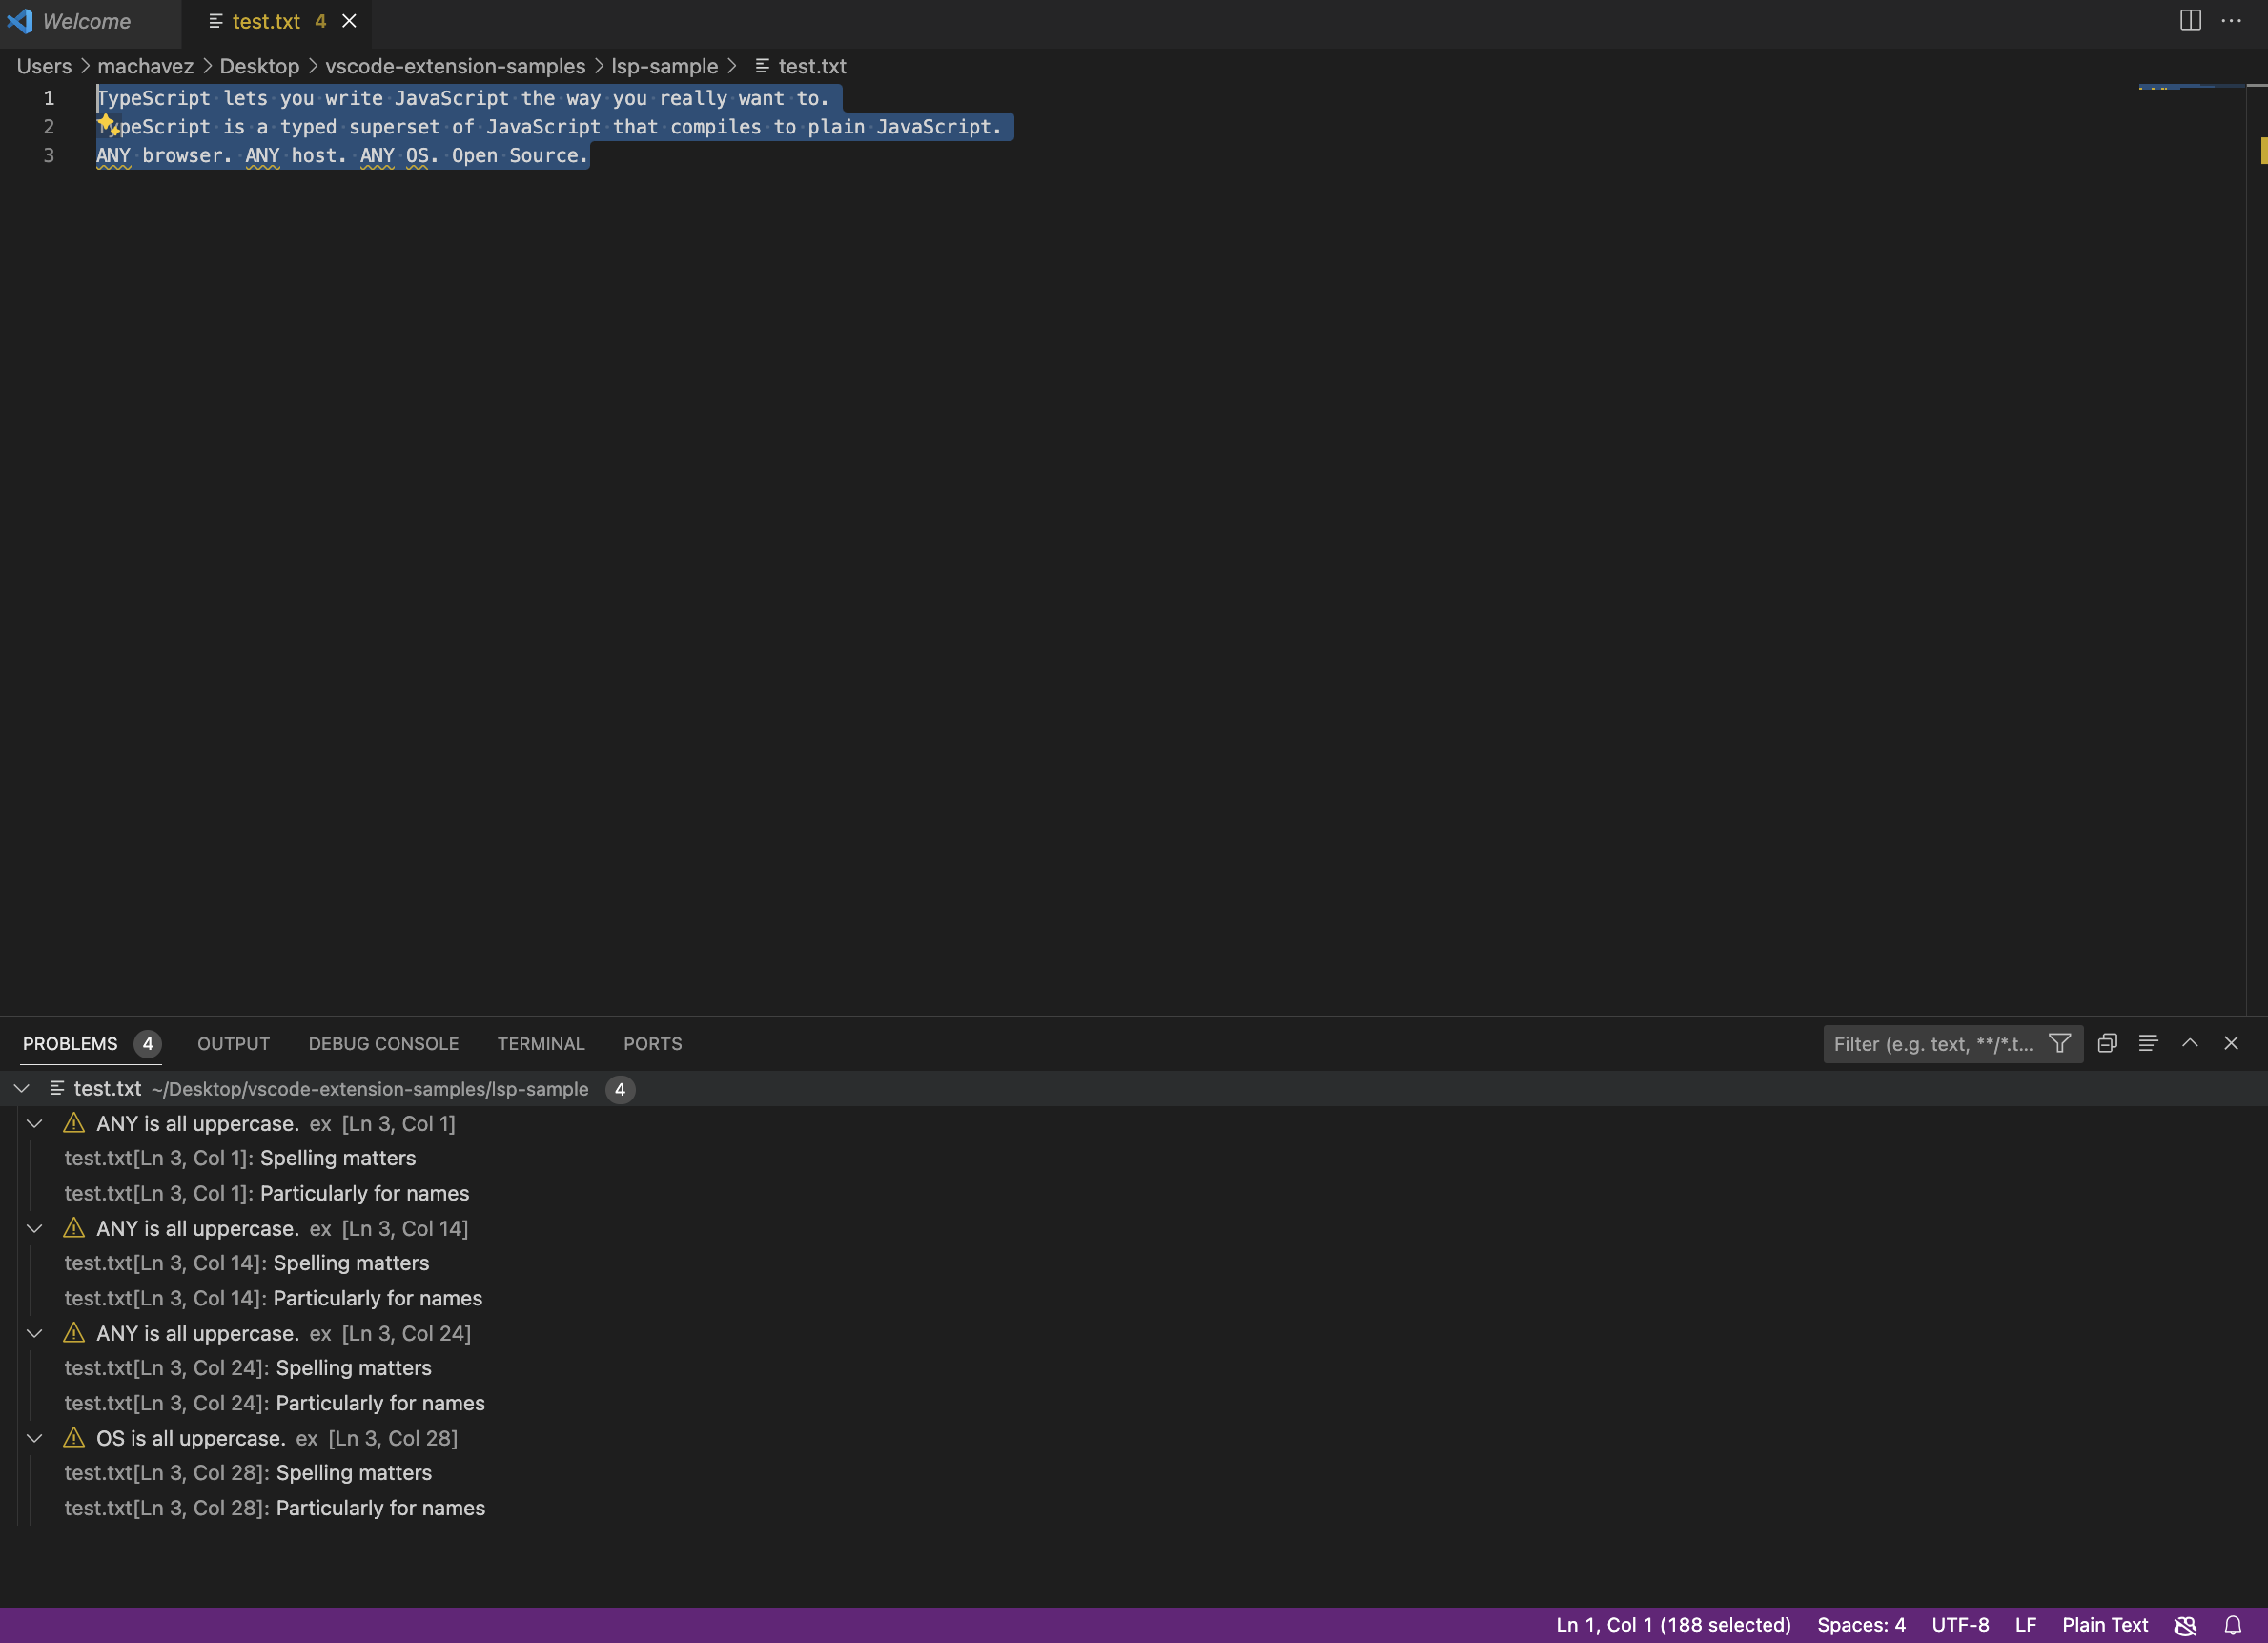 Welcome
test.txt 4
Users > machavez > Desktop > vscode-extension-samples > lsp-sample > test.txt
1 TypeScript lets you write JavaScript the way you really want to.
2 TypeScript is a typed superset of JavaScript that compiles to plain JavaScript.
3 ANY browser. ANY host. ANY OS. Open Source.
PROBLEMS 4 OUTPUT DEBUG CONSOLE TERMINAL PORTS Filter (e.g. text, **/*.t...
test.txt ~/Desktop/vscode-extension-samples/lsp-sample 4
ANY is all uppercase. ex [Ln 3, Col 1]
test.txt[Ln 3, Col 1]: Spelling matters
test.txt[Ln 3, Col 1]: Particularly for names
ANY is all uppercase. ex [Ln 3, Col 14]
test.txt[Ln 3, Col 14]: Spelling matters
test.txt[Ln 3, Col 14]: Particularly for names
ANY is all uppercase. ex [Ln 3, Col 24]
test.txt[Ln 3, Col 24]: Spelling matters
test.txt[Ln 3, Col 24]: Particularly for names
OS is all uppercase. ex [Ln 3, Col 28]
test.txt[Ln 3, Col 28]: Spelling matters
test.txt[Ln 3, Col 28]: Particularly for names
Ln 1, Col 1 (188 selected) Spaces: 4 UTF-8 LF Plain Text